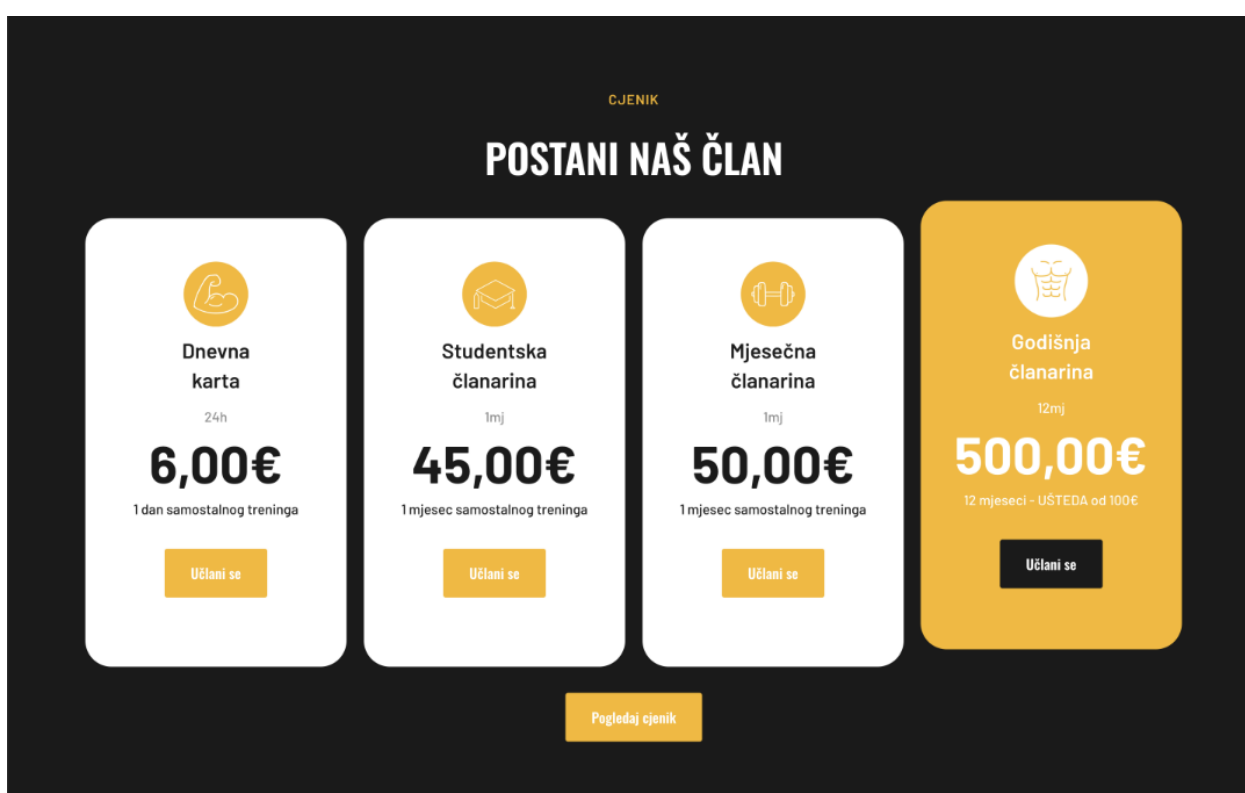 CJENIK
POSTANI NAŠ ČLAN
Dnevna
karta
24h
6,00€
1 dan samostalnog treninga
Učlani se
Studentska
članarina
1mj
45,00€
1 mjesec samostalnog treninga
Učlani se
Mjesečna
članarina
1mj
50,00€
1 mjesec samostalnog treninga
Učlani se
Godišnja
članarina
12mj
500,00€
12 mjeseci - UŠTEDA od 100€
Učlani se
Pogledaj cjenik